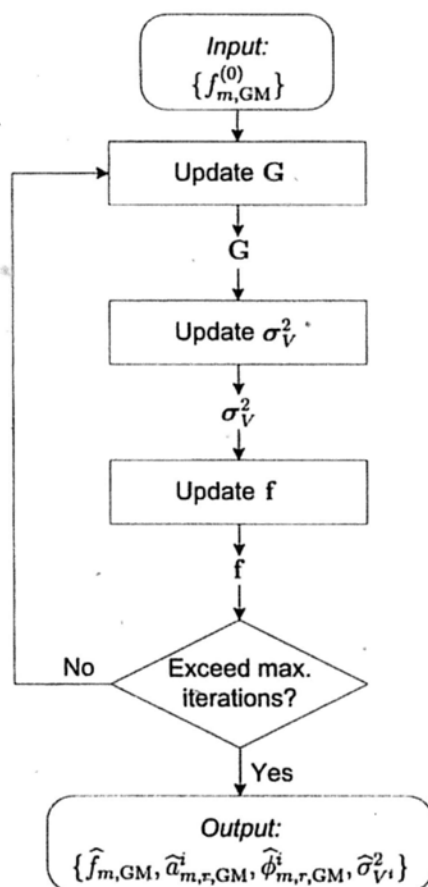 Input:
{f_{m,GM}^{(0)}}
Update G
G
Update σ_V^2
σ_V^2
Update f
f
No
Exceed max.
iterations?
Yes
Output:
{f̂_{m,GM}, â^i_{m,r,GM}, ϕ̂^i_{m,r,GM}, σ̂^2_{V^i}}